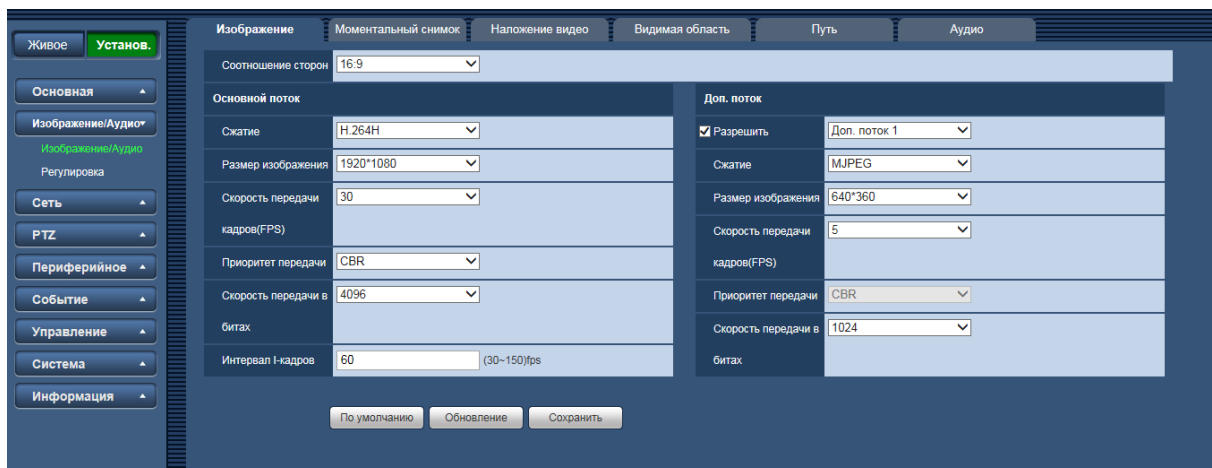 Живое Установ.
Основная
Изображение/Аудио
Изображение/Аудио
Регулировка
Сеть
PTZ
Периферийное
Событие
Управление
Система
Информация
Изображение Моментальный снимок Наложение видео Видимая область Путь Аудио
Соотношение сторон 16:9
Основной поток
Сжатие H.264H
Размер изображения 1920*1080
Скорость передачи 30
кадров(FPS)
Приоритет передачи CBR
Скорость передачи в 4096
битах
Интервал I-кадров 60 (30~150)fps
Доп. поток
Разрешить Доп. поток 1
Сжатие MJPEG
Размер изображения 640*360
Скорость передачи 5
кадров(FPS)
Приоритет передачи CBR
Скорость передачи в 1024
битах
По умолчанию Обновление Сохранить